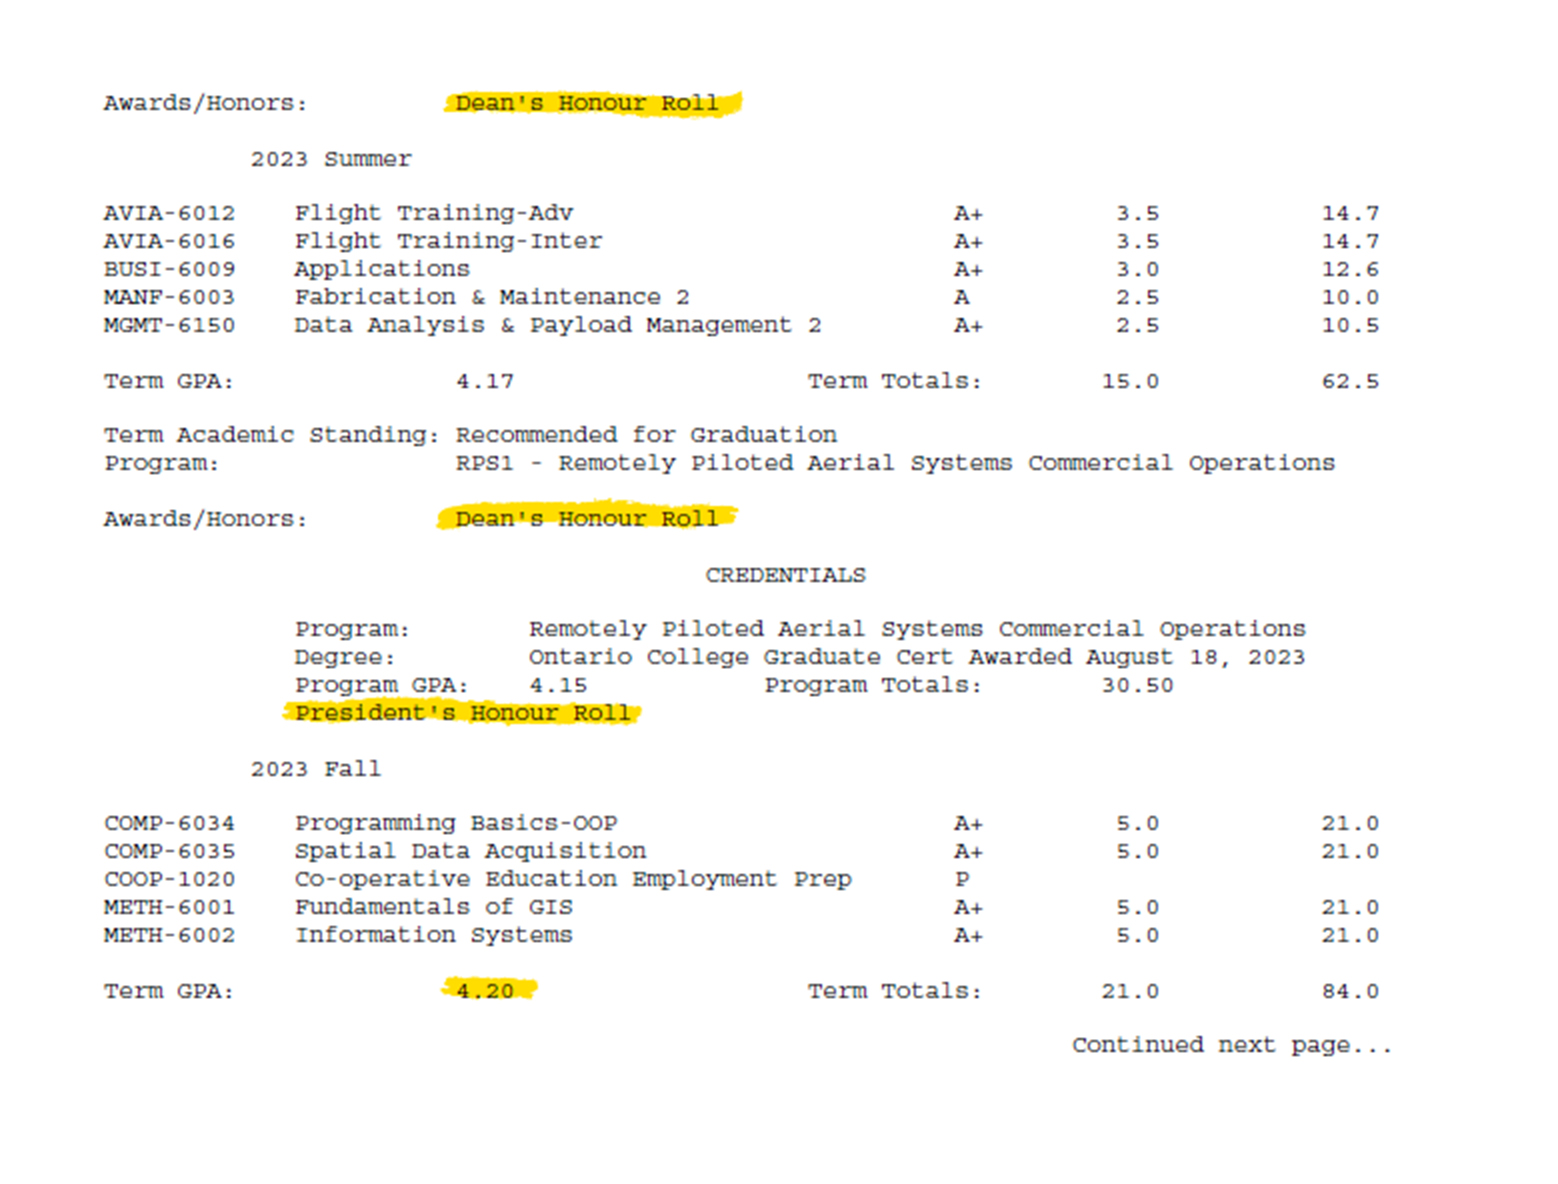 Awards/Honors: Dean's Honour Roll
2023 Summer
AVIA-6012 Flight Training-Adv A+ 3.5 14.7
AVIA-6016 Flight Training-Inter A+ 3.5 14.7
BUSI-6009 Applications A+ 3.0 12.6
MANF-6003 Fabrication & Maintenance 2 A 2.5 10.0
MGMT-6150 Data Analysis & Payload Management 2 A+ 2.5 10.5
Term GPA: 4.17 Term Totals: 15.0 62.5
Term Academic Standing: Recommended for Graduation
Program: RPS1 - Remotely Piloted Aerial Systems Commercial Operations
Awards/Honors: Dean's Honour Roll
CREDENTIALS
Program: Remotely Piloted Aerial Systems Commercial Operations
Degree: Ontario College Graduate Cert Awarded August 18, 2023
Program GPA: 4.15 Program Totals: 30.50
President's Honour Roll
2023 Fall
COMP-6034 Programming Basics-OOP A+ 5.0 21.0
COMP-6035 Spatial Data Acquisition A+ 5.0 21.0
COOP-1020 Co-operative Education Employment Prep P
METH-6001 Fundamentals of GIS A+ 5.0 21.0
METH-6002 Information Systems A+ 5.0 21.0
Term GPA: 4.20 Term Totals: 21.0 84.0
Continued next page...